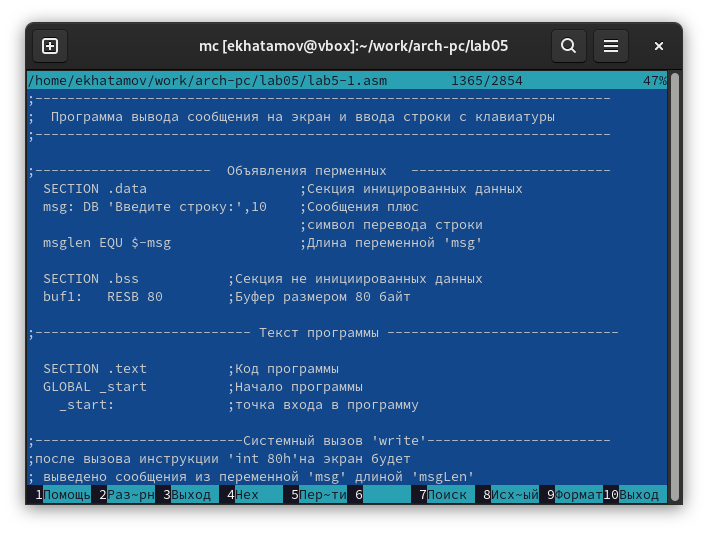 mc [ekhatamov@vbox]:~/work/arch-pc/lab05
/home/ekhatamov/work/arch-pc/lab05/lab5-1.asm        1365/2854               47%
;------------------------------------------------------------------------
;  Программа вывода сообщения на экран и ввода строки с клавиатуры
;------------------------------------------------------------------------
;----------------------  Объявления перменных   -------------------------
  SECTION .data                   ;Секция иницированных данных
  msg: DB 'Введите строку:',10    ;Сообщения плюс
                                  ;символ перевода строки
  msglen EQU $-msg                ;Длина переменной 'msg'
  SECTION .bss           ;Секция не инициированных данных
  buf1:   RESB 80        ;Буфер размером 80 байт
;--------------------------- Текст программы -----------------------------
  SECTION .text          ;Код программы
  GLOBAL _start          ;Начало программы
    _start:              ;точка входа в программу
;--------------------------Системный вызов 'write'-----------------------
;после вызова инструкции 'int 80h'на экран будет
; выведено сообщения из переменной 'msg' длиной 'msgLen'
1Помощь 2Раз~рн 3Выход 4Hex 5Пер~ти 6 7Поиск 8Исх~ый 9Формат 10Выход